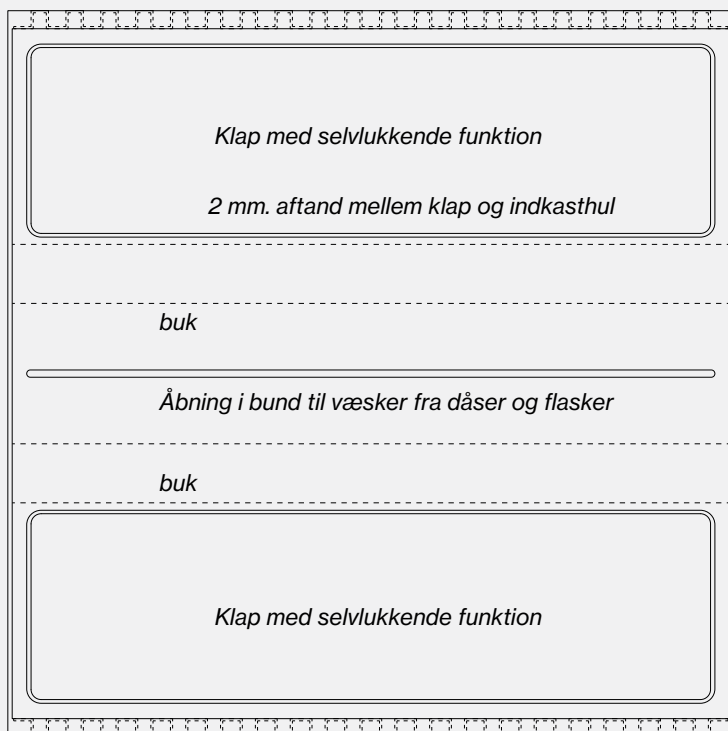 Klap med selvlukkende funktion
2 mm. aftand mellem klap og indkasthul
buk
Åbning i bund til væsker fra dåser og flasker
buk
Klap med selvlukkende funktion